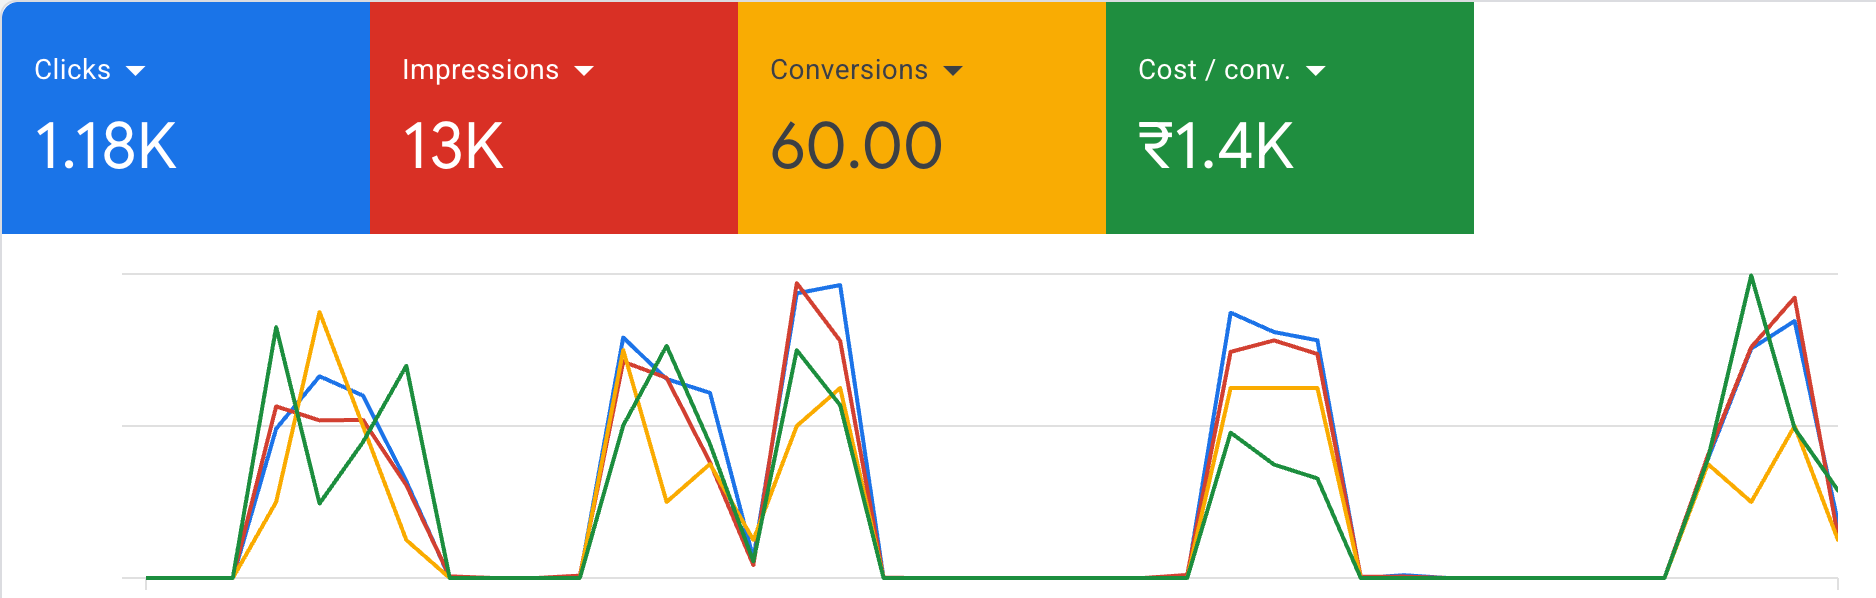 Clicks
1.18K
Impressions
13K
Conversions
60.00
Cost / conv.
₹1.4K